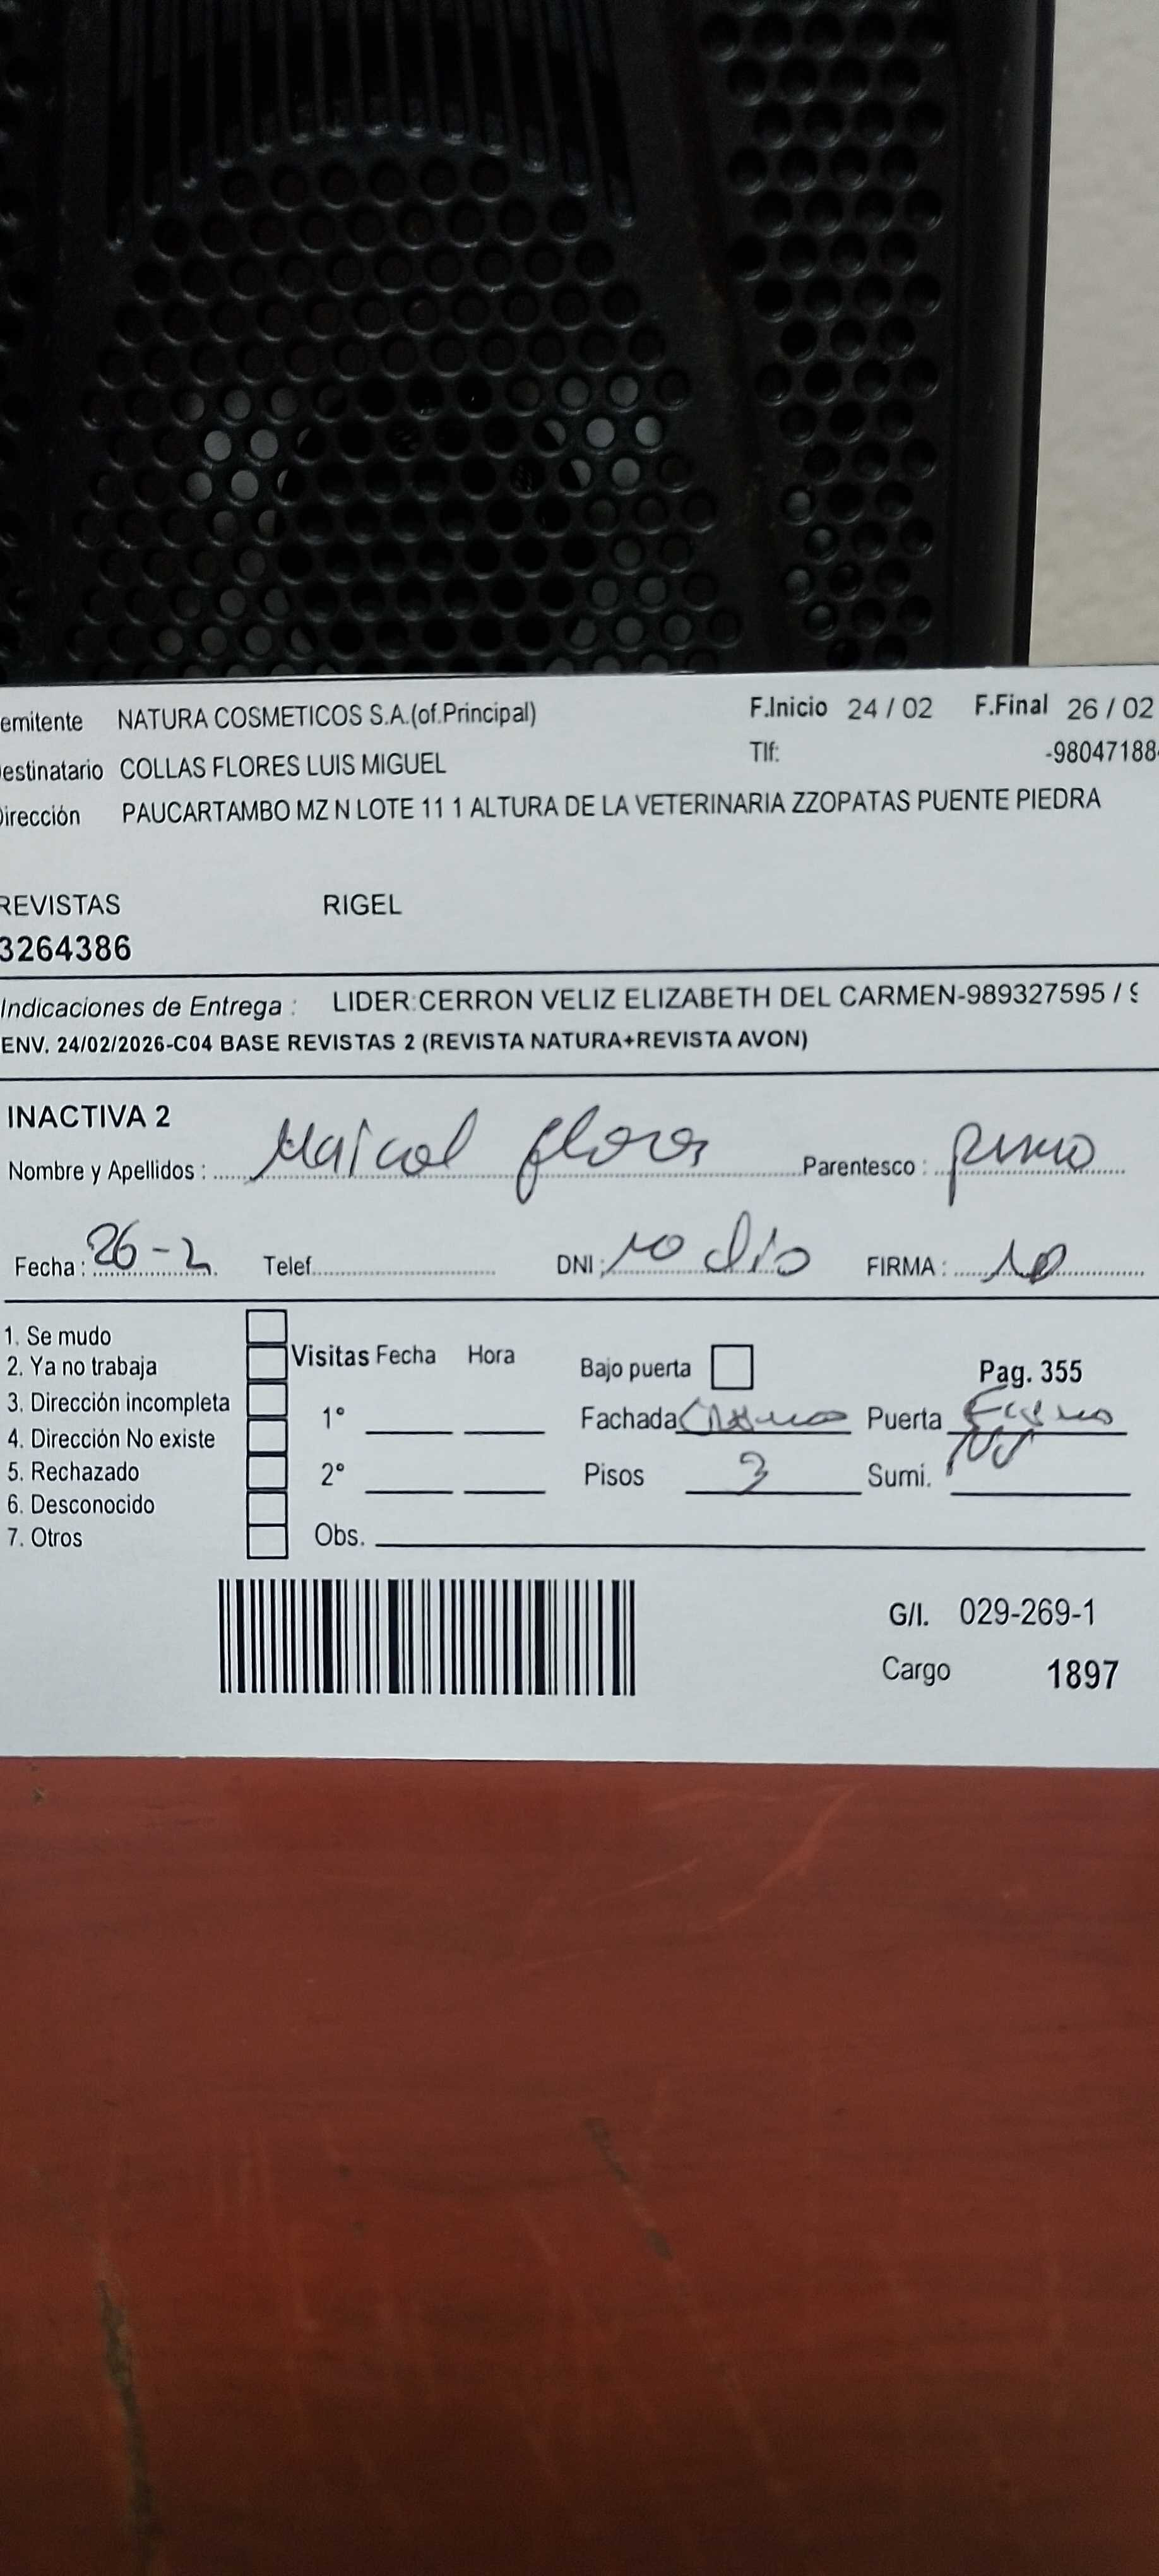 emitente NATURA COSMETICOS S.A.(of.Principal) F.Inicio 24 / 02 F.Final 26 / 02
estinatario COLLAS FLORES LUIS MIGUEL Tlf: -98047188
irección PAUCARTAMBO MZ N LOTE 11 1 ALTURA DE LA VETERINARIA ZZOPATAS PUENTE PIEDRA
REVISTAS RIGEL
3264386
Indicaciones de Entrega : LIDER:CERRON VELIZ ELIZABETH DEL CARMEN-989327595 / 9
ENV. 24/02/2026-C04 BASE REVISTAS 2 (REVISTA NATURA+REVISTA AVON)
INACTIVA 2
Nombre y Apellidos : Maicol flores Parentesco : primo
Fecha : 26-2 Telef. DNI : no dio FIRMA : no
1. Se mudo
2. Ya no trabaja Visitas Fecha Hora Bajo puerta Pag. 355
3. Dirección incompleta 1° Fachada Puerta
4. Dirección No existe
5. Rechazado 2° Pisos 3 Sumi.
6. Desconocido
7. Otros Obs.
G/I. 029-269-1
Cargo 1897